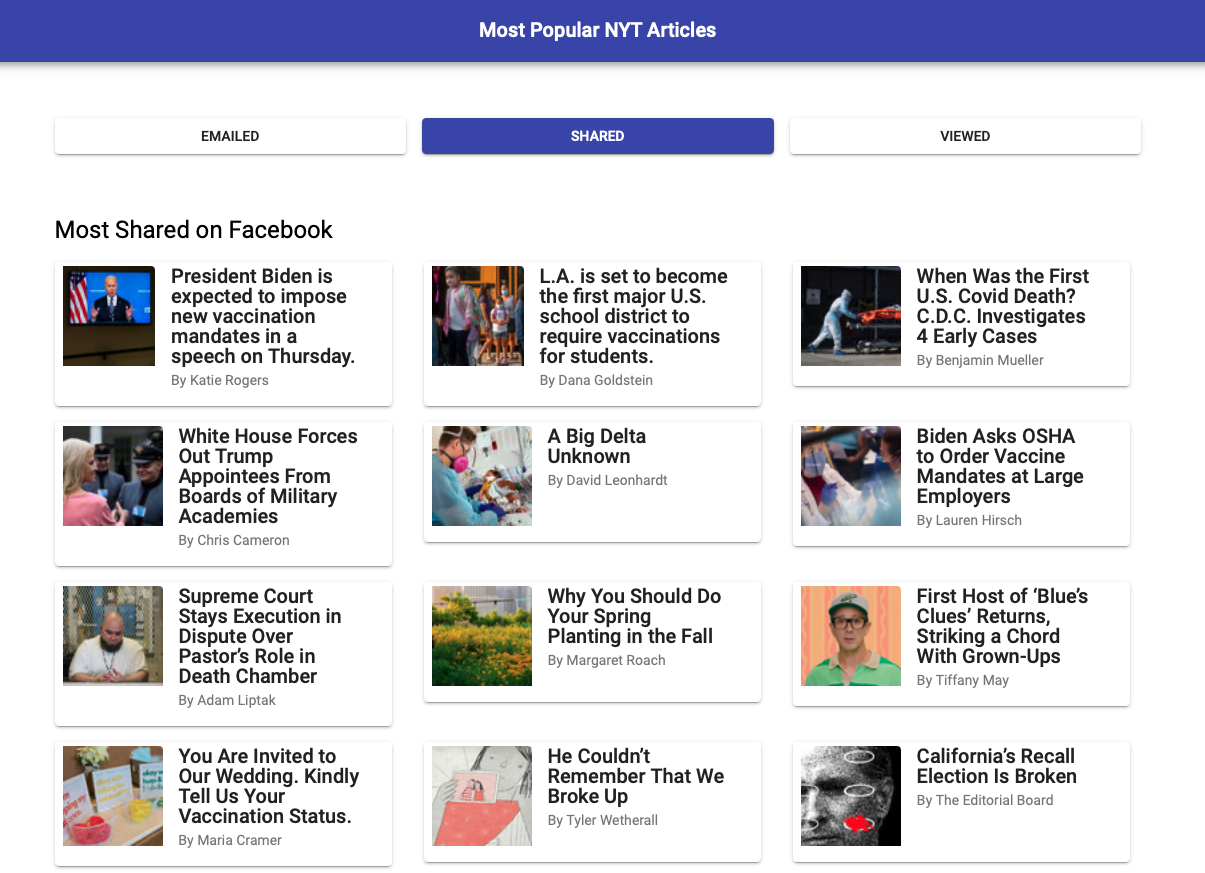 Most Popular NYT Articles
EMAILED
SHARED
VIEWED
Most Shared on Facebook
President Biden is
expected to impose
new vaccination
mandates in a
speech on Thursday.
By Katie Rogers
L.A. is set to become
the first major U.S.
school district to
require vaccinations
for students.
By Dana Goldstein
When Was the First
U.S. Covid Death?
C.D.C. Investigates
4 Early Cases
By Benjamin Mueller
White House Forces
Out Trump
Appointees From
Boards of Military
Academies
By Chris Cameron
A Big Delta
Unknown
By David Leonhardt
Biden Asks OSHA
to Order Vaccine
Mandates at Large
Employers
By Lauren Hirsch
Supreme Court
Stays Execution in
Dispute Over
Pastor’s Role in
Death Chamber
By Adam Liptak
Why You Should Do
Your Spring
Planting in the Fall
By Margaret Roach
First Host of ‘Blue’s
Clues’ Returns,
Striking a Chord
With Grown-Ups
By Tiffany May
You Are Invited to
Our Wedding. Kindly
Tell Us Your
Vaccination Status.
By Maria Cramer
He Couldn’t
Remember That We
Broke Up
By Tyler Wetherall
California’s Recall
Election Is Broken
By The Editorial Board